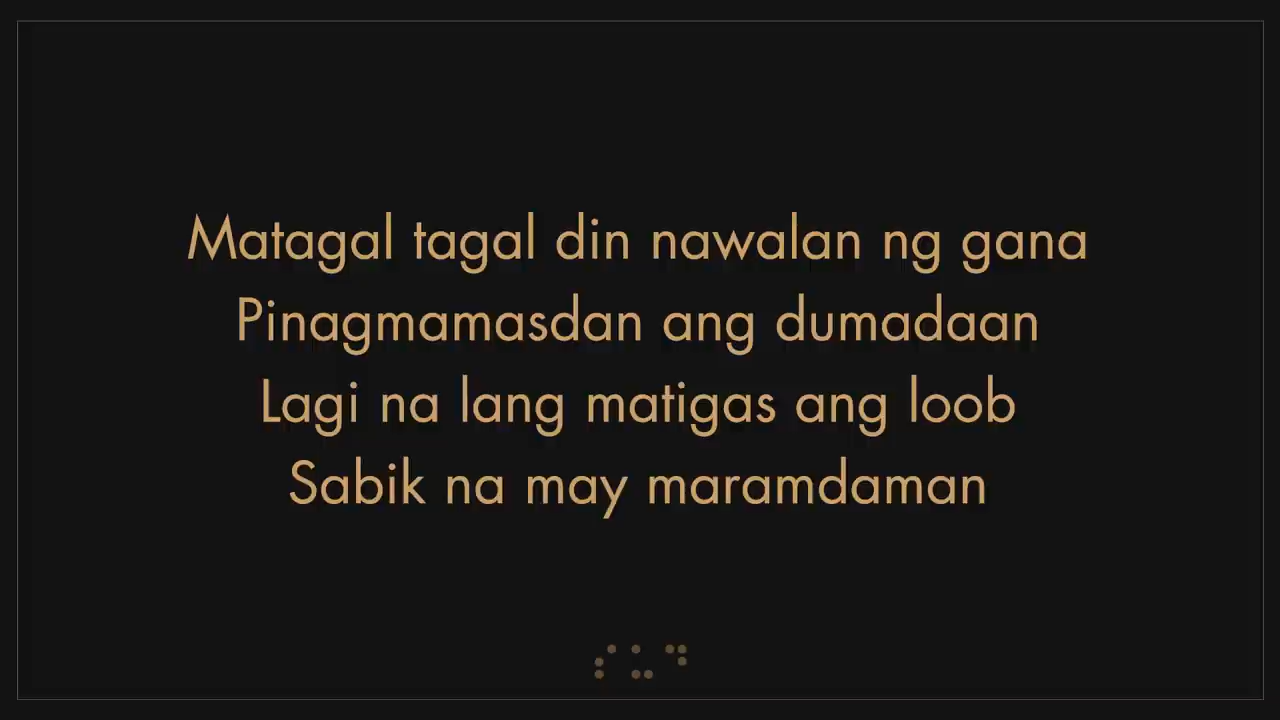 Matagal tagal din nawalan ng gana
Pinagmamasdan ang dumadaan
Lagi na lang matigas ang loob
Sabik na may maramdaman
⠎⠥⠙